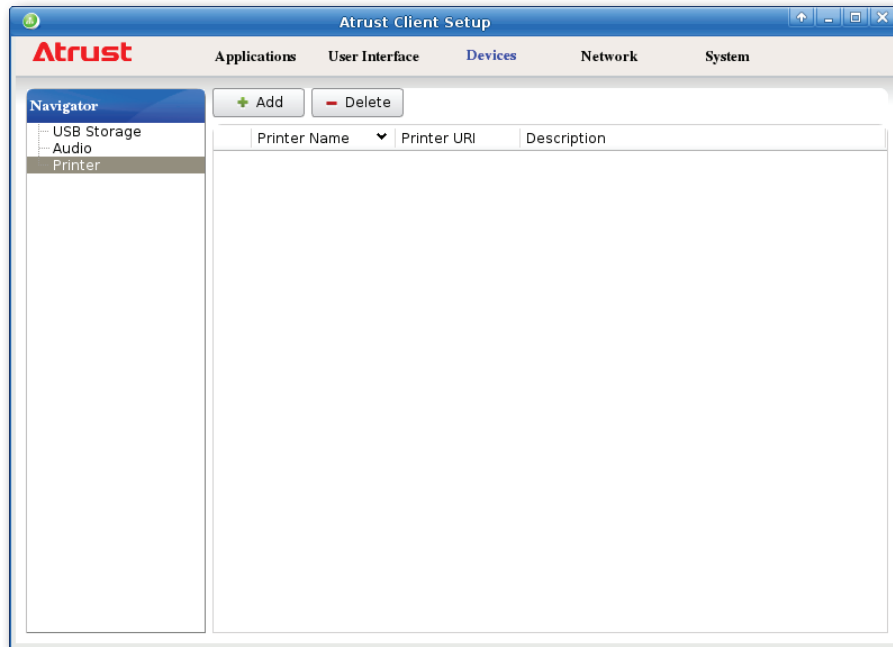 Atrust Client Setup
Atrust Applications User Interface Devices Network System
Navigator
USB Storage
Audio
Printer
Add Delete
Printer Name Printer URI Description